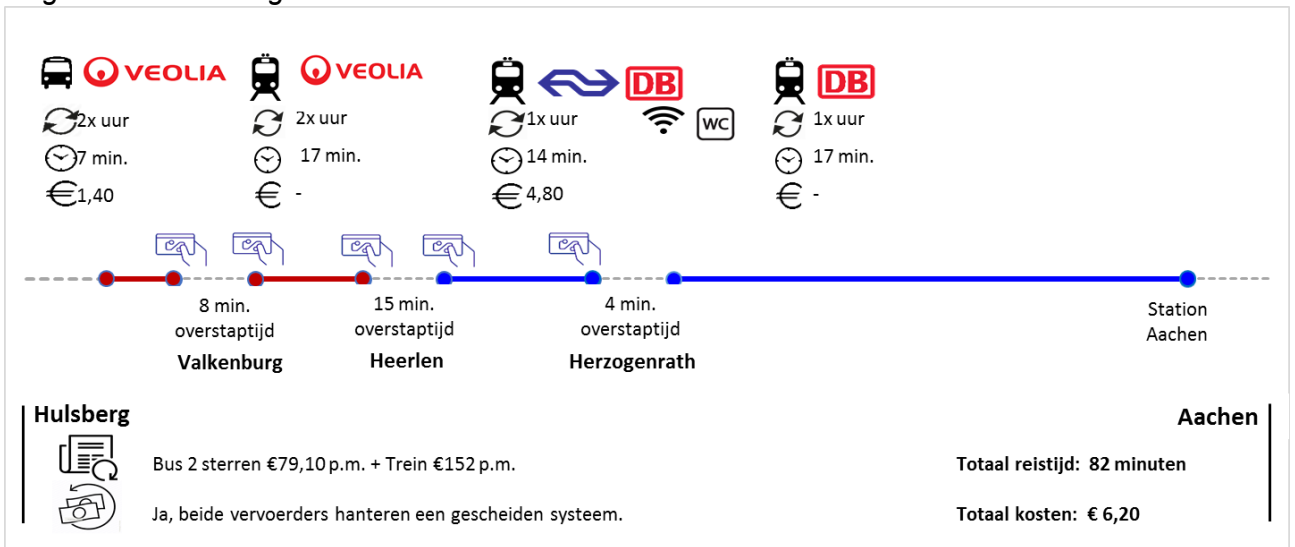 VEOLIA
VEOLIA
DB
DB
2x uur
2x uur
1x uur
WC
1x uur
7 min.
17 min.
14 min.
17 min.
€1,40
€ -
€4,80
€ -
8 min.
overstaptijd
Valkenburg
15 min.
overstaptijd
Heerlen
4 min.
overstaptijd
Herzogenrath
Station
Aachen
Hulsberg
Aachen
Bus 2 sterren €79,10 p.m. + Trein €152 p.m.
Totaal reistijd: 82 minuten
Ja, beide vervoerders hanteren een gescheiden systeem.
Totaal kosten: € 6,20